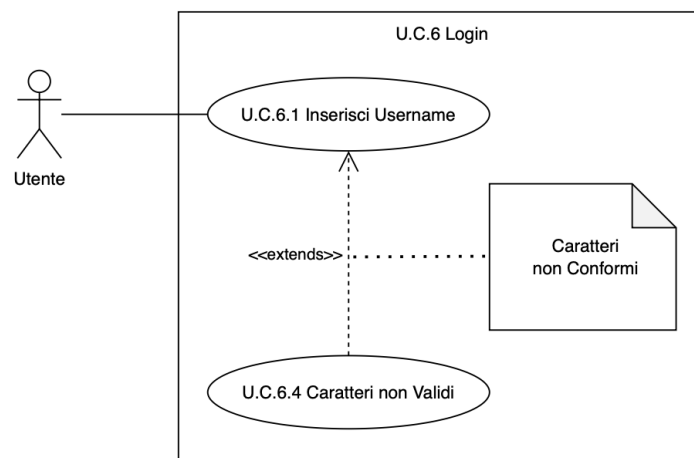 U.C.6 Login
U.C.6.1 Inserisci Username
Utente
<<extends>>
Caratteri
non Conformi
U.C.6.4 Caratteri non Validi